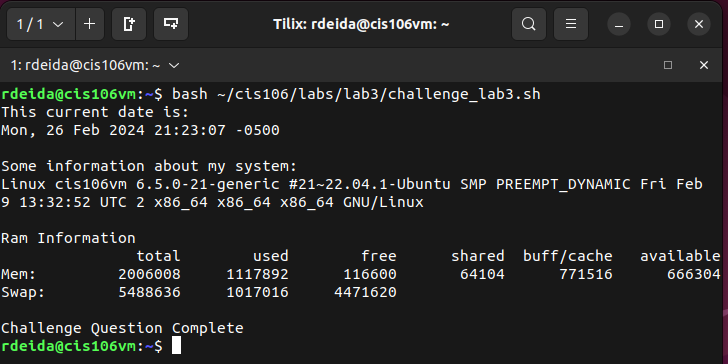 1 / 1
Tilix: rdeida@cis106vm: ~
1: rdeida@cis106vm: ~
rdeida@cis106vm:~$ bash ~/cis106/labs/lab3/challenge_lab3.sh
This current date is:
Mon, 26 Feb 2024 21:23:07 -0500
Some information about my system:
Linux cis106vm 6.5.0-21-generic #21~22.04.1-Ubuntu SMP PREEMPT_DYNAMIC Fri Feb
9 13:32:52 UTC 2 x86_64 x86_64 x86_64 GNU/Linux
Ram Information
total used free shared buff/cache available
Mem: 2006008 1117892 116600 64104 771516 666304
Swap: 5488636 1017016 4471620
Challenge Question Complete
rdeida@cis106vm:~$